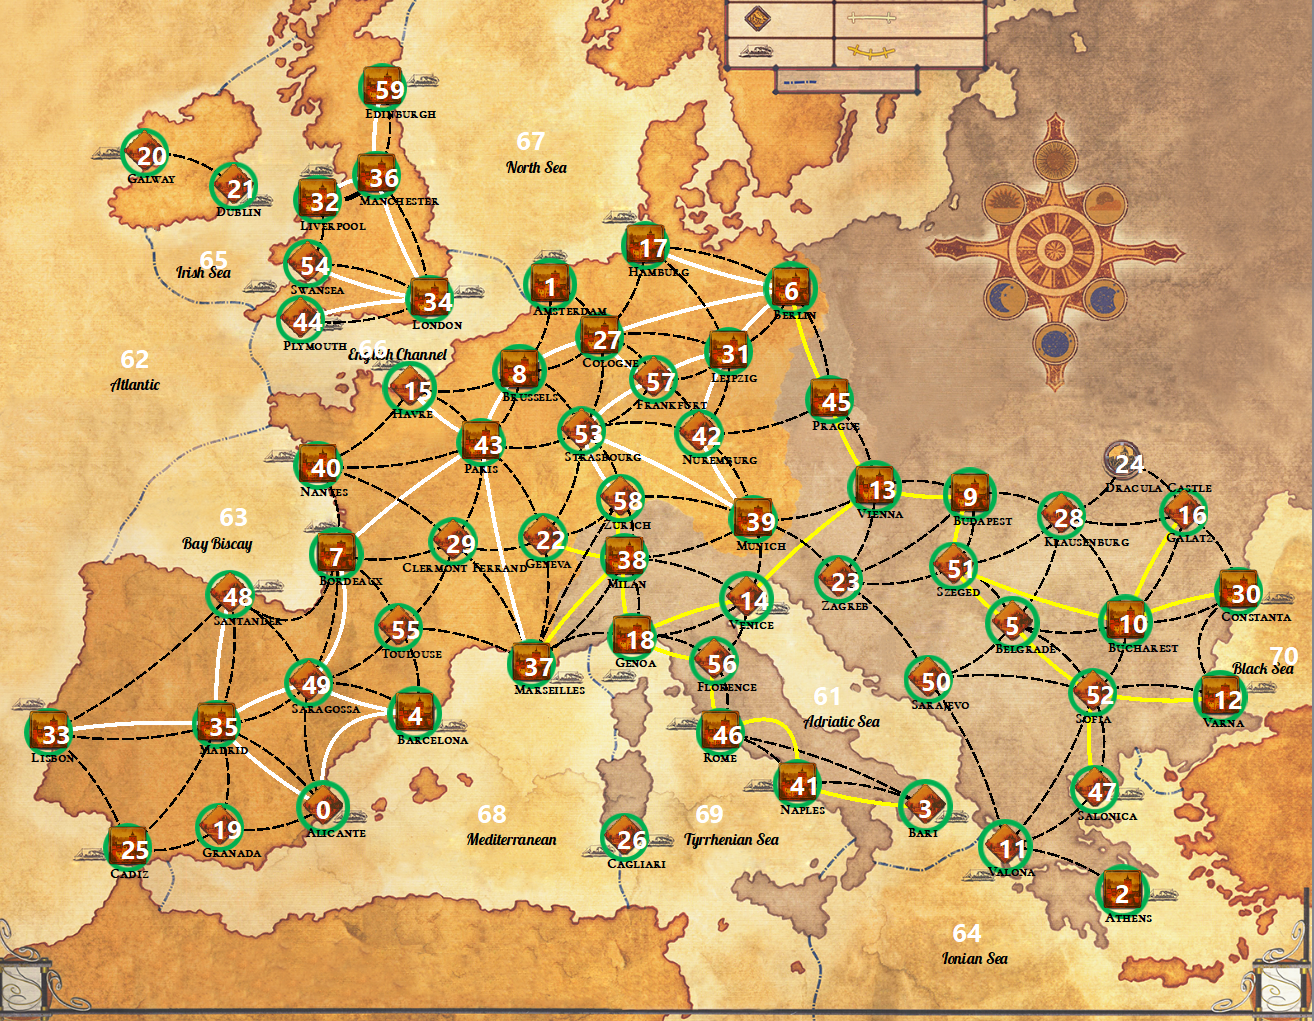 59
EDINBURGH
67
North Sea
20
GALWAY
21
DUBLIN
36
MANCHESTER
32
LIVERPOOL
65
Irish Sea
54
SWANSEA
34
LONDON
44
PLYMOUTH
17
HAMBURG
1
AMSTERDAM
6
BERLIN
27
COLOGNE
31
LEIPZIG
62
Atlantic
66
English Channel
15
HAVRE
8
BRUSSELS
57
FRANKFURT
45
PRAGUE
43
PARIS
53
STRASBOURG
42
NUREMBURG
40
NANTES
24
DRACULA CASTLE
58
ZURICH
39
MUNICH
13
VIENNA
9
BUDAPEST
28
KRAUSENBURG
16
GALATZ
63
Bay Biscay
7
BORDEAUX
29
CLERMONT FERRAND
22
GENEVA
38
MILAN
23
ZAGREB
51
SZEGED
48
SANTANDER
55
TOULOUSE
37
MARSEILLES
18
GENOA
14
VENICE
5
BELGRADE
10
BUCHAREST
30
CONSTANTA
70
Black Sea
56
FLORENCE
50
SARAJEVO
52
SOFIA
12
VARNA
49
SARAGOSSA
4
BARCELONA
61
Adriatic Sea
33
LISBON
35
MADRID
46
ROME
41
NAPLES
3
BARI
47
SALONICA
0
ALICANTE
19
GRANADA
25
CADIZ
68
Mediterranean
26
CAGLIARI
69
Tyrrhenian Sea
11
VALONA
2
ATHENS
64
Ionian Sea